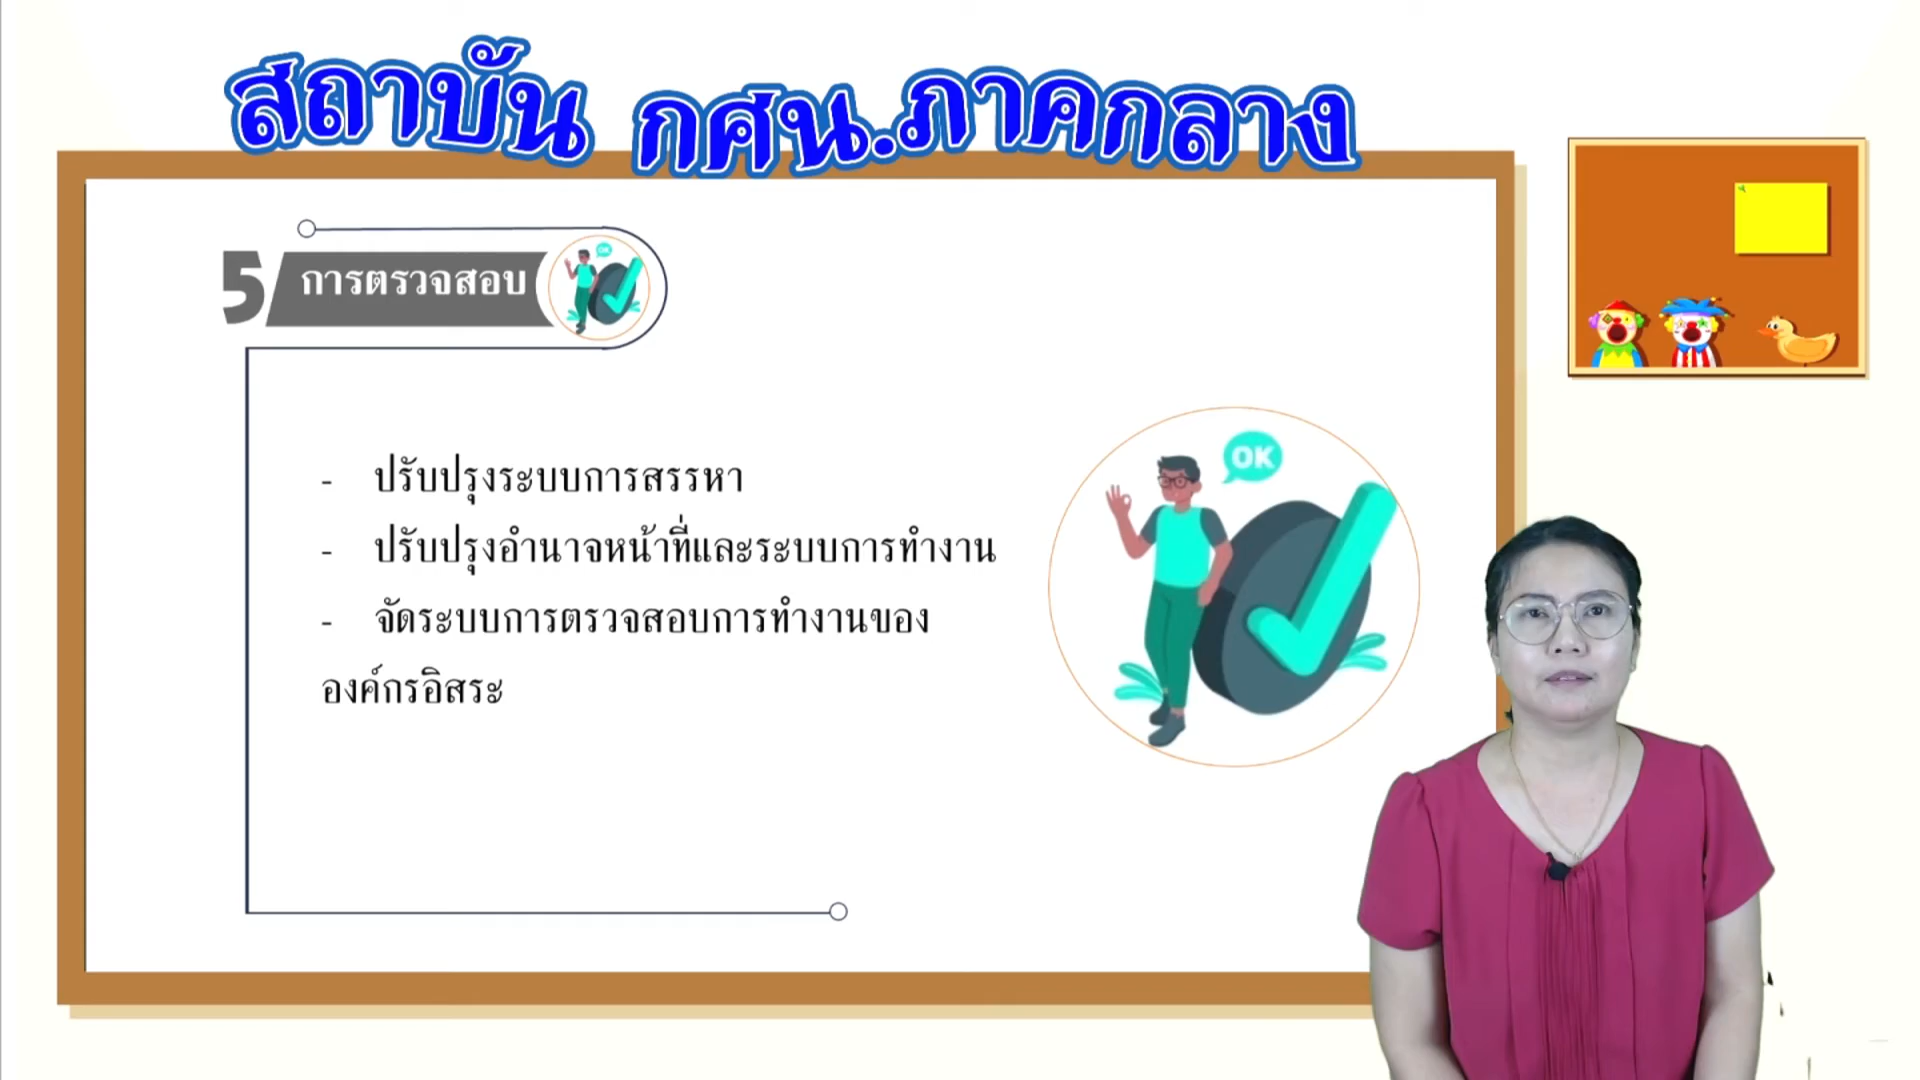 สถาบัน กศน.ภาคกลาง
5 การตรวจสอบ
- ปรับปรุงระบบการสรรหา
- ปรับปรุงอำนาจหน้าที่และระบบการทำงาน
- จัดระบบการตรวจสอบการทำงานของ
องค์กรอิสระ
OK